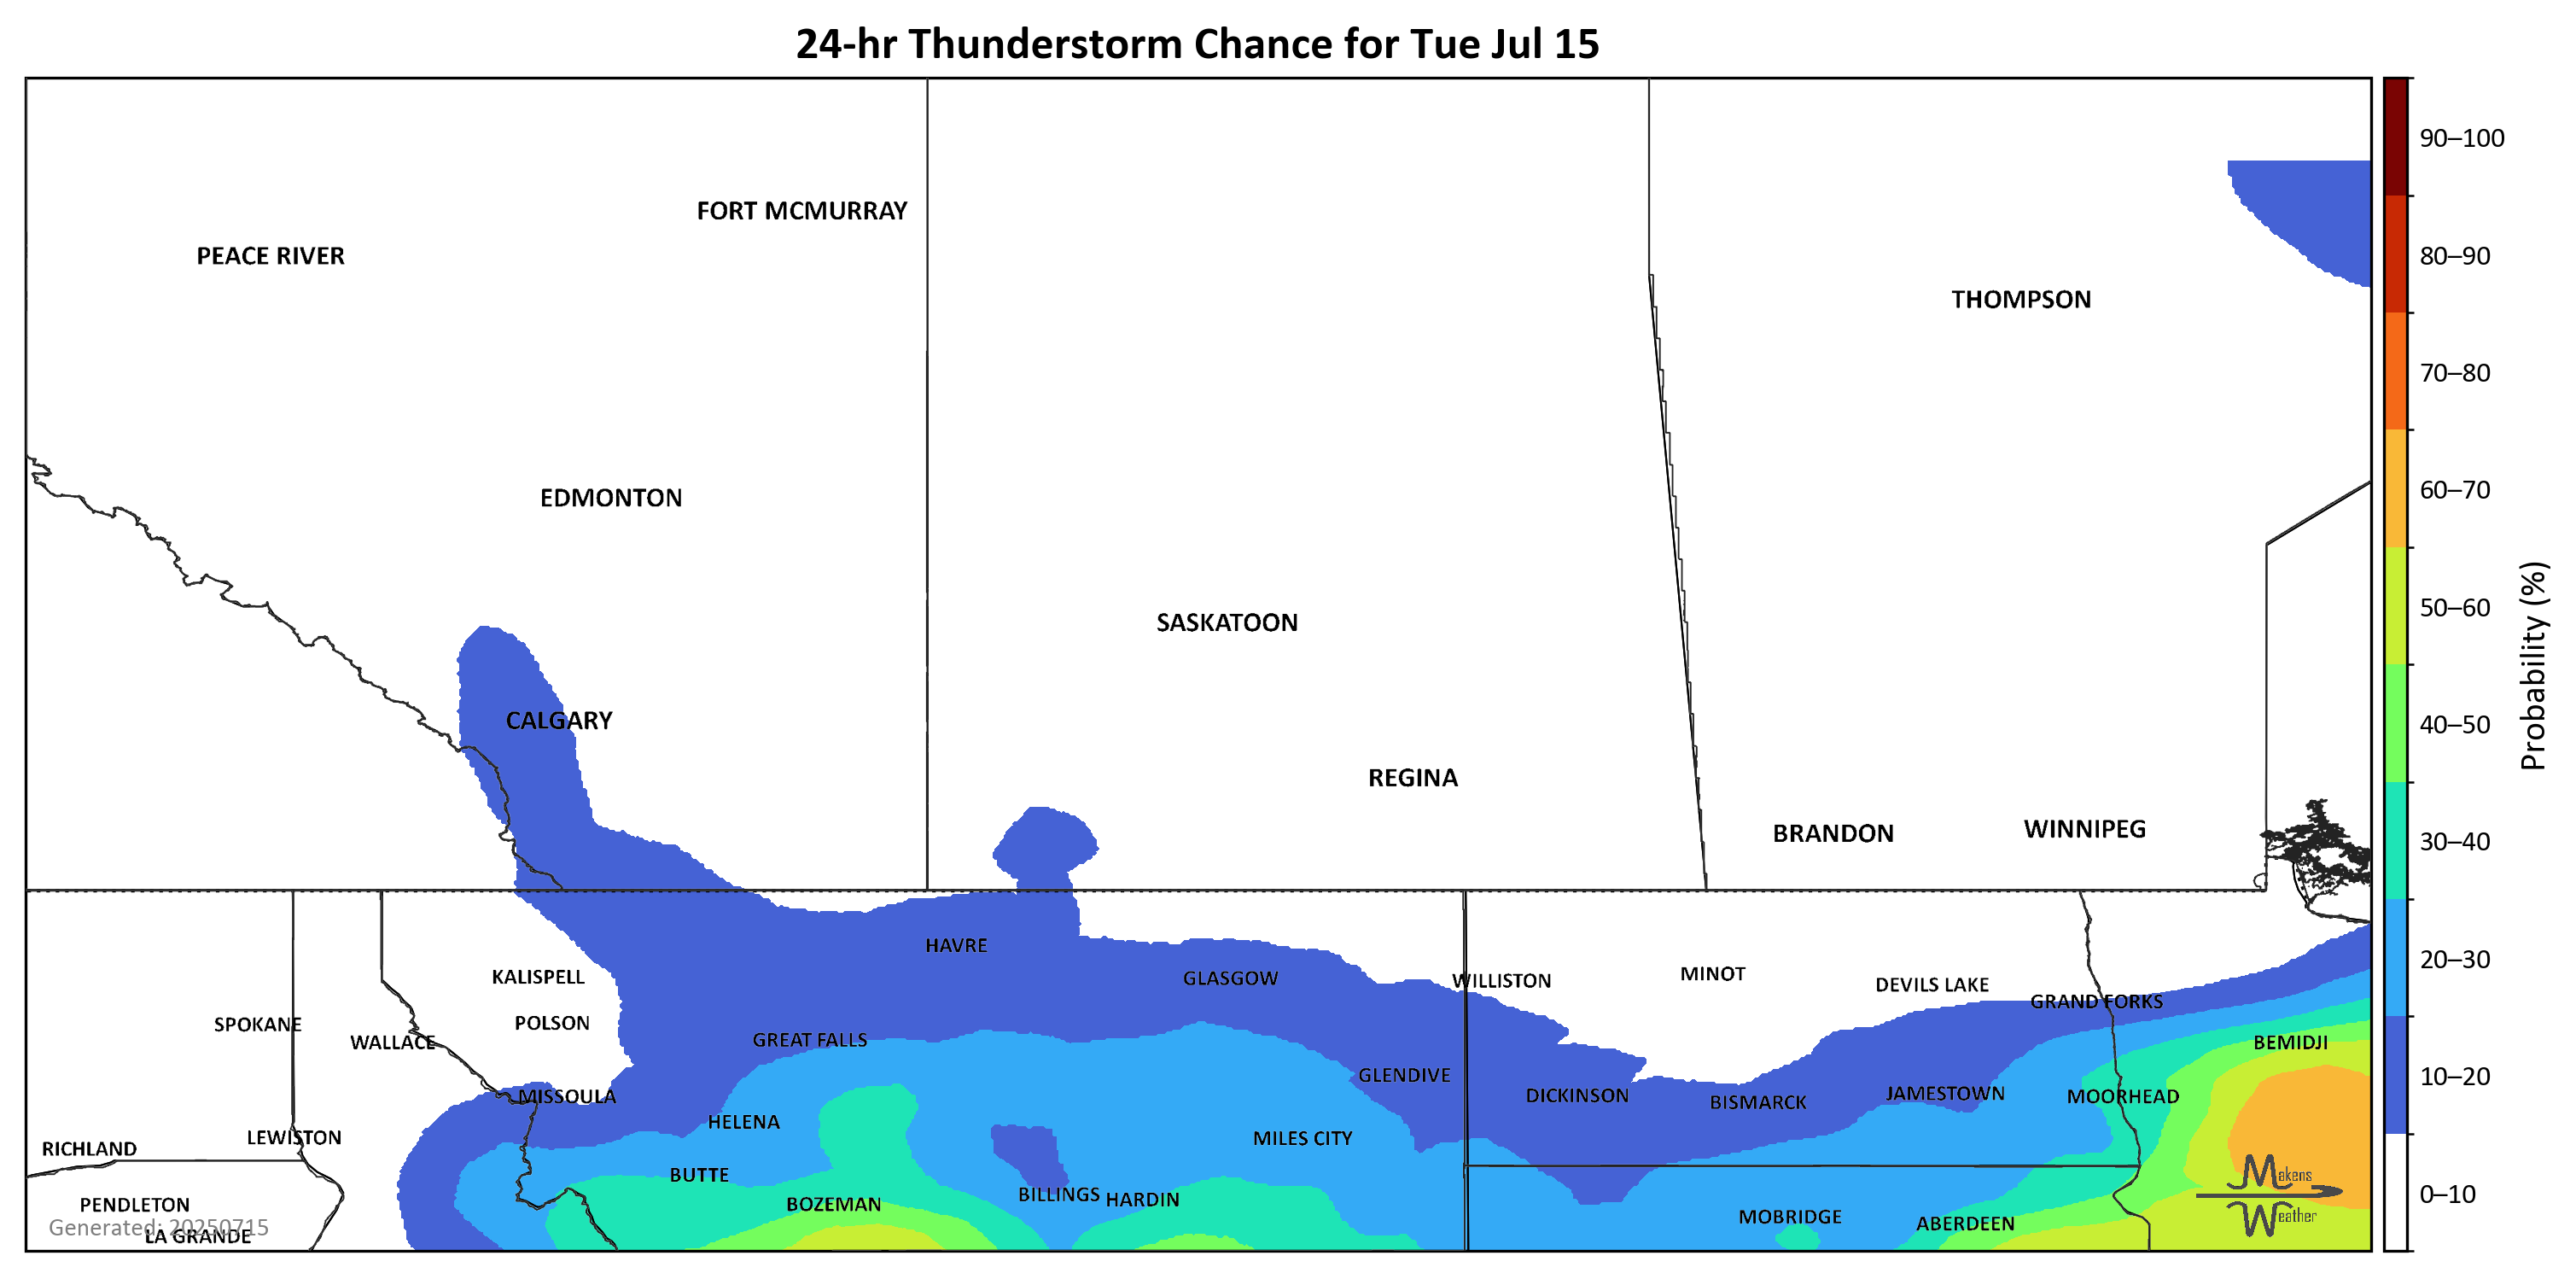 24-hr Thunderstorm Chance for Tue Jul 15
90–100
FORT MCMURRAY
PEACE RIVER
80–90
THOMPSON
70–80
EDMONTON
60–70
SASKATOON
50–60
CALGARY
40–50
Probability (%)
REGINA
BRANDON
WINNIPEG
30–40
HAVRE
20–30
KALISPELL
GLASGOW
WILLISTON
MINOT
DEVILS LAKE
GRAND FORKS
SPOKANE
POLSON
WALLACE
GREAT FALLS
BEMIDJI
GLENDIVE
10–20
MISSOULA
DICKINSON
BISMARCK
JAMESTOWN
MOORHEAD
HELENA
LEWISTON
MILES CITY
RICHLAND
BUTTE
Makens
BILLINGS
HARDIN
0–10
PENDLETON
BOZEMAN
MOBRIDGE
ABERDEEN
Weather
Generated: 20250715
LA GRANDE